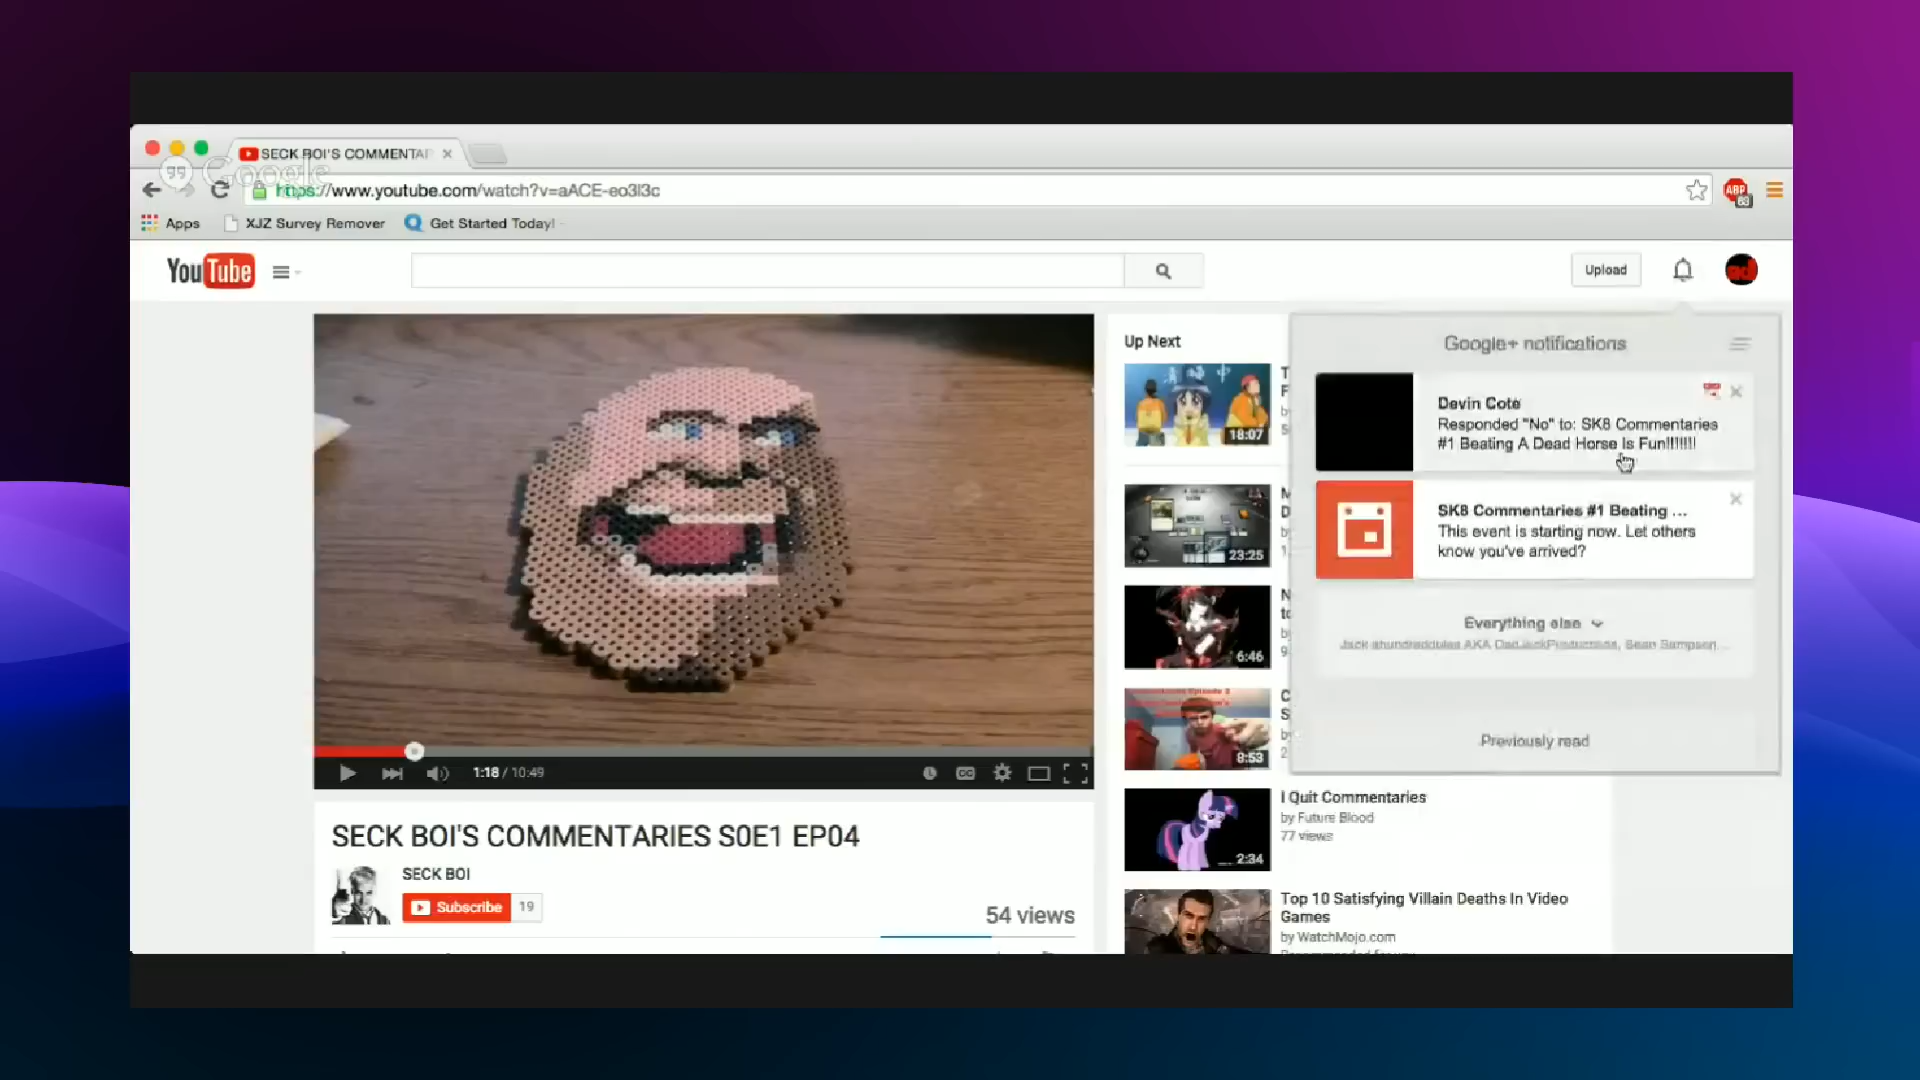 SECK BOI'S COMMENTAR
Google
https://www.youtube.com/watch?v=aACE-eo3l3c
ABP
63
Apps
XJZ Survey Remover
Get Started Today!
YouTube
Upload
Up Next
18:07
23:25
6:46
8:53
I Quit Commentaries
by Future Blood
77 views
2:34
Top 10 Satisfying Villain Deaths In Video
Games
by WatchMojo.com
Google+ notifications
Devin Cote
Responded "No" to: SK8 Commentaries
#1 Beating A Dead Horse Is Fun!!!!!!!
SK8 Commentaries #1 Beating ...
This event is starting now. Let others
know you've arrived?
Everything else
Previously read
1:18 / 10:49
CC
SECK BOI'S COMMENTARIES S0E1 EP04
SECK BOI
Subscribe 19
54 views